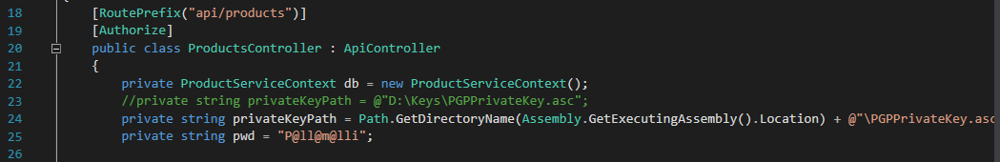 18 [RoutePrefix("api/products")]
19 [Authorize]
20 public class ProductsController : ApiController
21 {
22 private ProductServiceContext db = new ProductServiceContext();
23 //private string privateKeyPath = @"D:\Keys\PGPPrivateKey.asc";
24 private string privateKeyPath = Path.GetDirectoryName(Assembly.GetExecutingAssembly().Location) + @"\PGPPrivateKey.asc
25 private string pwd = "P@ll@m@lli";
26